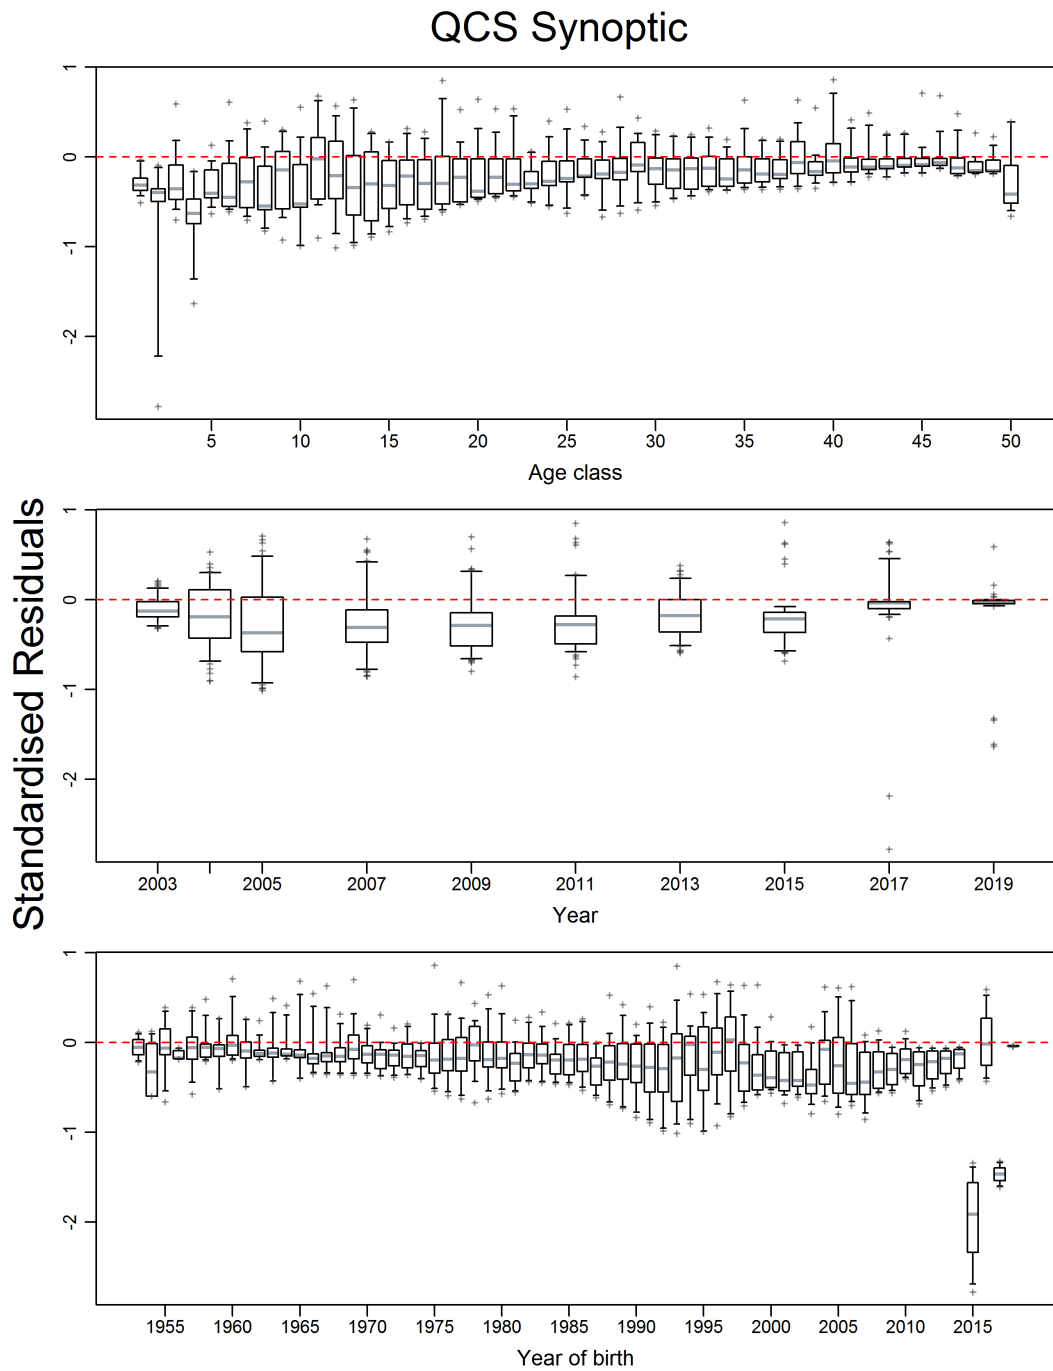 QCS Synoptic
Standardised Residuals
1
0
-1
-2
5 10 15 20 25 30 35 40 45 50
Age class
1
0
-1
-2
2003 2005 2007 2009 2011 2013 2015 2017 2019
Year
1
0
-1
-2
1955 1960 1965 1970 1975 1980 1985 1990 1995 2000 2005 2010 2015
Year of birth